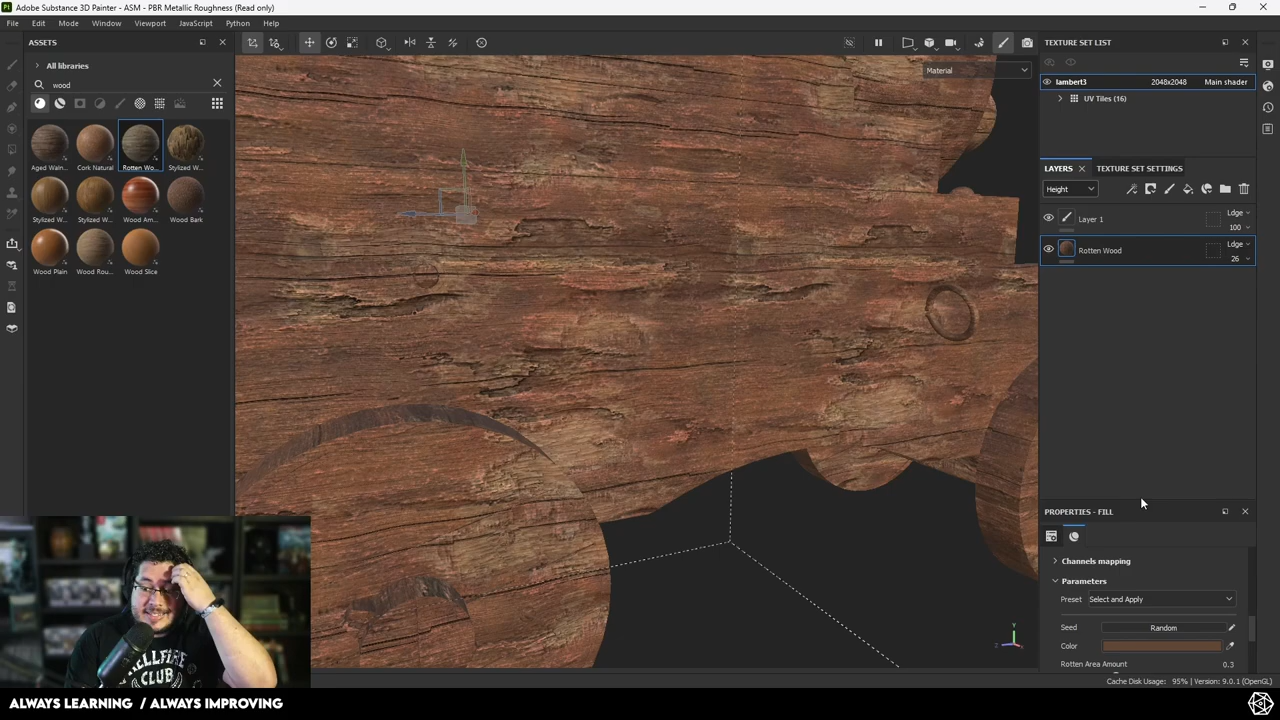 Pt Adobe Substance 3D Painter - ASM - PBR Metallic Roughness (Read only)
File Edit Mode Window Viewport JavaScript Python Help
ASSETS
All libraries
wood
Aged Waln...
Cork Natural
Rotten Wo...
Stylized W...
Stylized W...
Stylized W...
Wood Am...
Wood Bark
Wood Plain
Wood Rou...
Wood Slice
Material
Y
TEXTURE SET LIST
lambert3 2048x2048 Main shader
UV Tiles (16)
LAYERS TEXTURE SET SETTINGS
Height
Layer 1 Ldge 100
Rotten Wood Ldge 26
PROPERTIES - FILL
Channels mapping
Parameters
Preset Select and Apply
Seed Random
Color
Rotten Area Amount 0.3
Cache Disk Usage: 95% | Version: 9.0.1 (OpenGL)
HELLFIRE
CLUB
ALWAYS LEARNING / ALWAYS IMPROVING